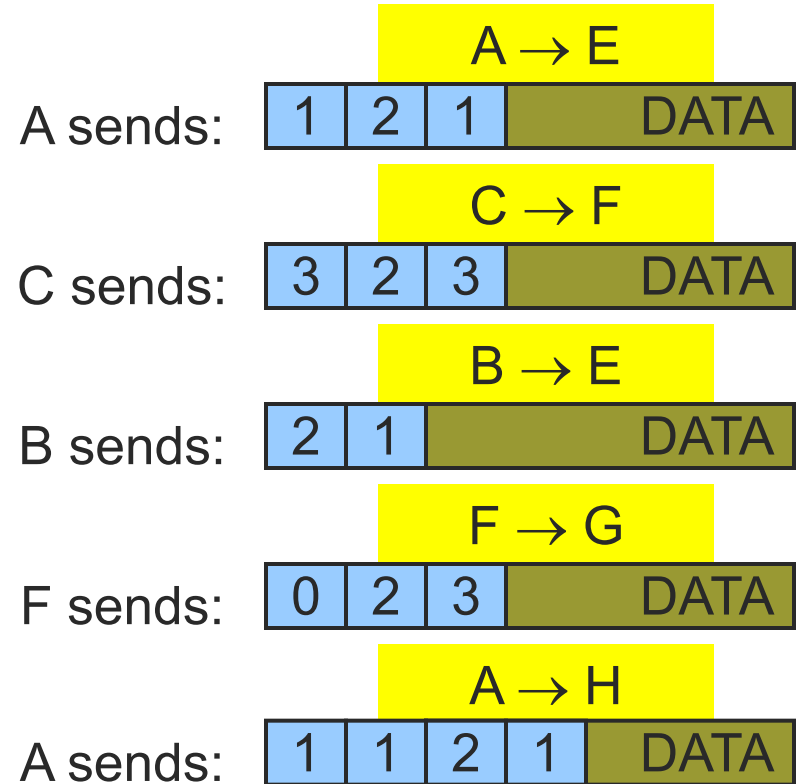 A → E
A sends: 1 2 1 DATA
C → F
C sends: 3 2 3 DATA
B → E
B sends: 2 1 DATA
F → G
F sends: 0 2 3 DATA
A → H
A sends: 1 1 2 1 DATA